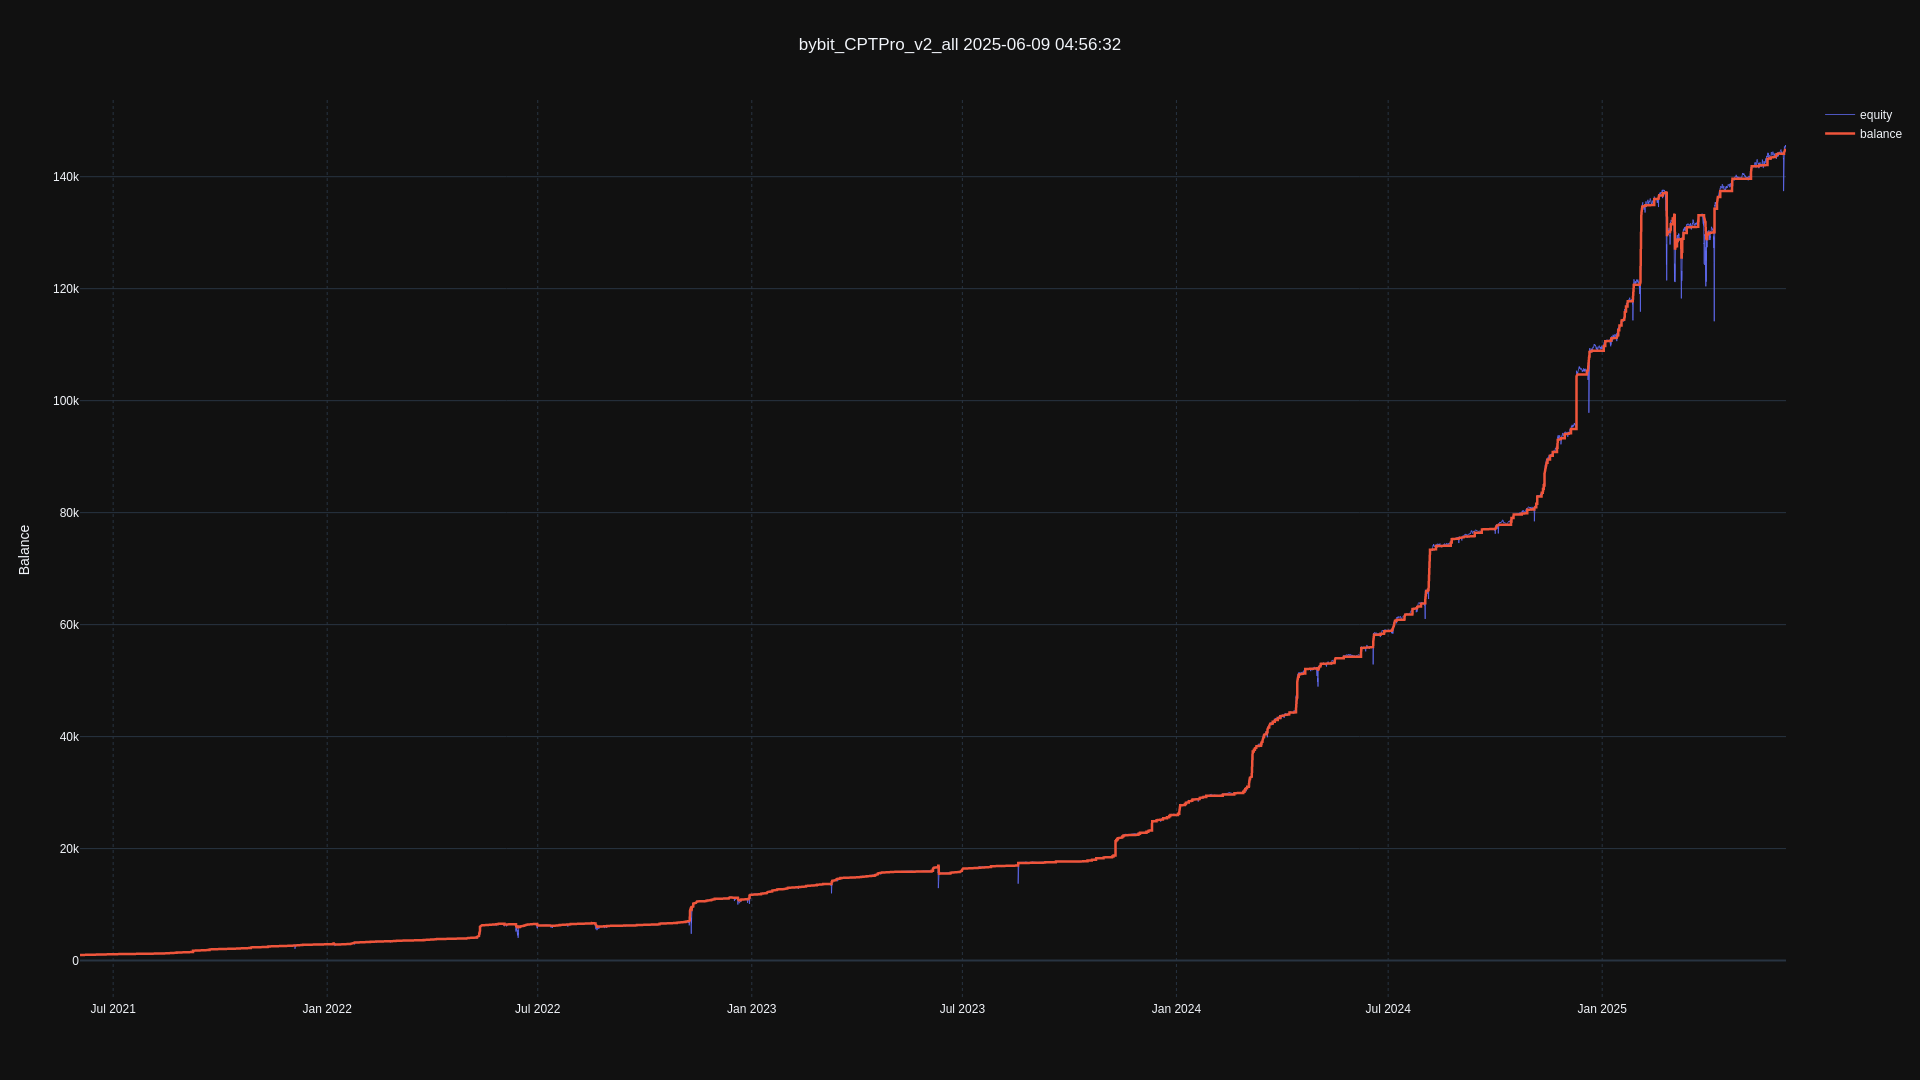 bybit_CPTPro_v2_all 2025-06-09 04:56:32
equity
balance
140k
120k
100k
80k
60k
40k
20k
0
Balance
Jul 2021
Jan 2022
Jul 2022
Jan 2023
Jul 2023
Jan 2024
Jul 2024
Jan 2025